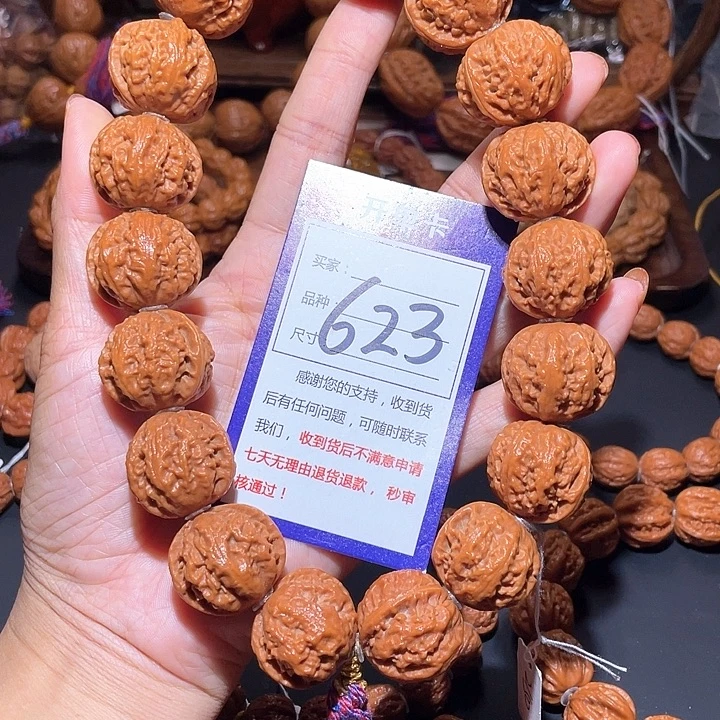 买家：
品种：
尺寸
623
感谢您的支持，收到货
后有任何问题，可随时联系
我们，收到货后不满意申请
七天无理由退货退款，秒审
核通过！